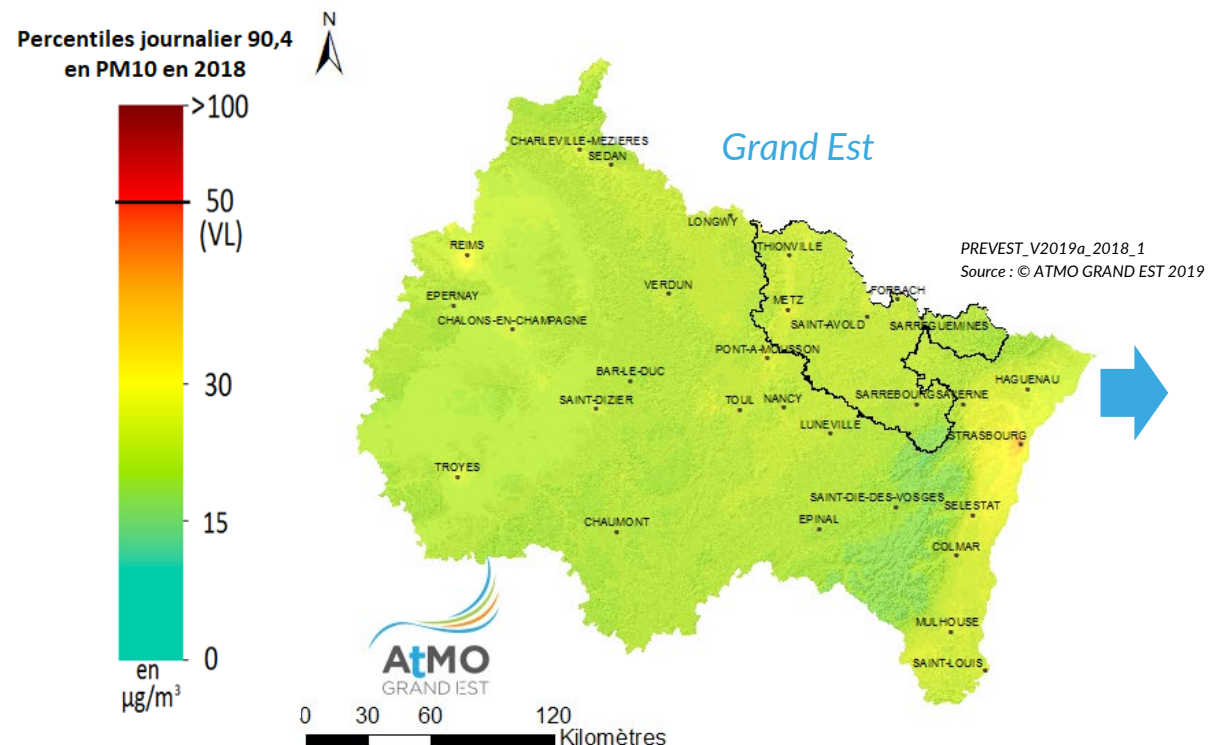 Percentiles journalier 90,4
en PM10 en 2018
>100
50
(VL)
30
15
0
en
µg/m³
N
Grand Est
PREVEST_V2019a_2018_1
Source : © ATMO GRAND EST 2019
CHARLEVILLE-MEZIERES
SEDAN
LONGWY
THIONVILLE
REIMS
VERDUN
METZ
FORBACH
EPERNAY
CHALONS-EN-CHAMPAGNE
SAINT-AVOLD
SARREGUEMINES
PONT-A-MOUSSON
BAR-LE-DUC
HAGUENAU
SAINT-DIZIER
TOUL
NANCY
SARREBOURG
SAVERNE
LUNEVILLE
STRASBOURG
TROYES
SAINT-DIE-DES-VOSGES
SELESTAT
CHAUMONT
EPINAL
COLMAR
MULHOUSE
SAINT-LOUIS
AtMO
GRAND EST
0 30 60 120
Kilomètres